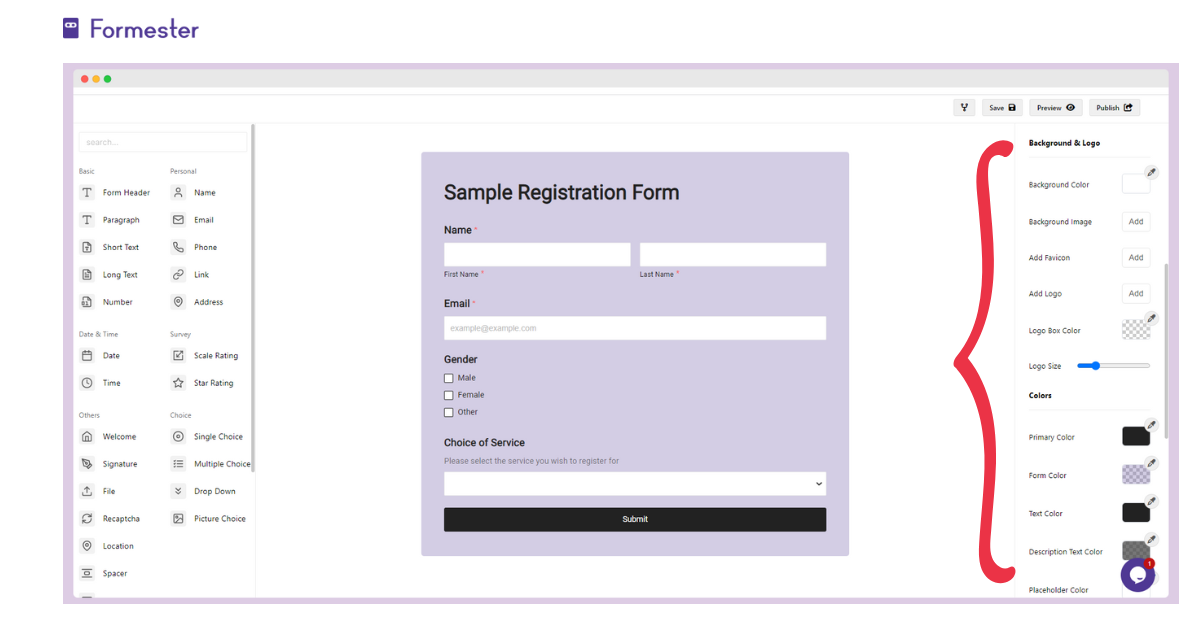 Formester
Save
Preview
Publish
search...
Basic
Personal
Form Header
Name
Paragraph
Email
Short Text
Phone
Long Text
Link
Number
Address
Date & Time
Survey
Date
Scale Rating
Time
Star Rating
Others
Choice
Welcome
Single Choice
Signature
Multiple Choice
File
Drop Down
Recaptcha
Picture Choice
Location
Spacer
Sample Registration Form
Name *
First Name *
Last Name *
Email *
example@example.com
Gender
Male
Female
Other
Choice of Service
Please select the service you wish to register for
Submit
Background & Logo
Background Color
Background Image Add
Add Favicon Add
Add Logo Add
Logo Box Color
Logo Size
Colors
Primary Color
Form Color
Text Color
Description Text Color
1
Placeholder Color